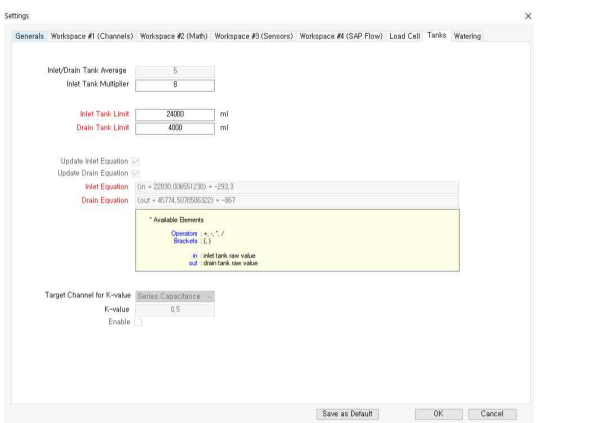 Settings
Generals Workspace #1 (Channels) Workspace #2 (Math) Workspace #3 (Sensors) Workspace #4 (SAP Flow) Load Cell Tanks Watering
Inlet/Drain Tank Average 5
Inlet Tank Multiplier 8
Inlet Tank Limit 24000 ml
Drain Tank Limit 4000 ml
Update Inlet Equation
Update Drain Equation
Inlet Equation (in + 22830,006551238) * -293,3
Drain Equation (out + 45774,5078506322) * -867
* Available Elements
Operators : +, -, *, /
Brackets : (, )
in : inlet tank raw value
out : drain tank raw value
Target Channel for K-value Series Capacitance
K-value 0,5
Enable
Save as Default OK Cancel